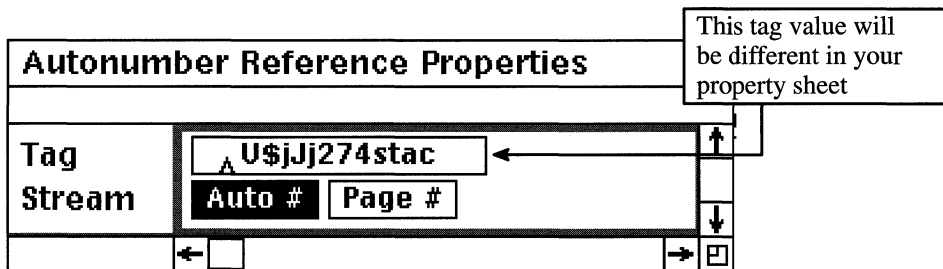 This tag value will
be different in your
property sheet
Autonumber Reference Properties
Tag
U$jJj274stac
Stream
Auto #
Page #